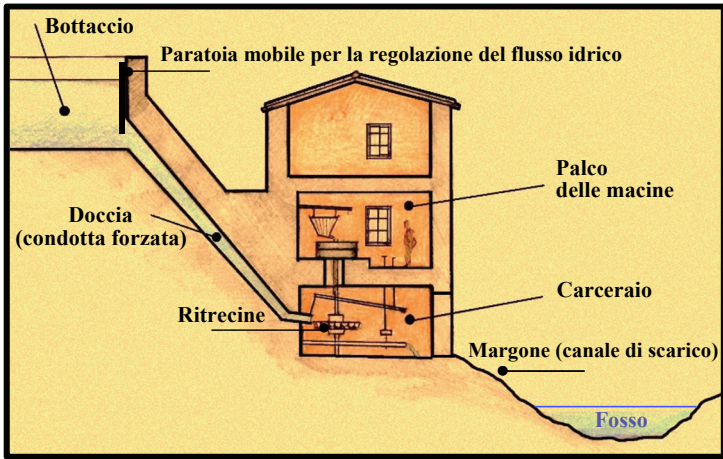 Bottaccio
Paratoia mobile per la regolazione del flusso idrico
Palco
delle macine
Doccia
(condotta forzata)
Carceraio
Ritrecine
Margone (canale di scarico)
Fosso